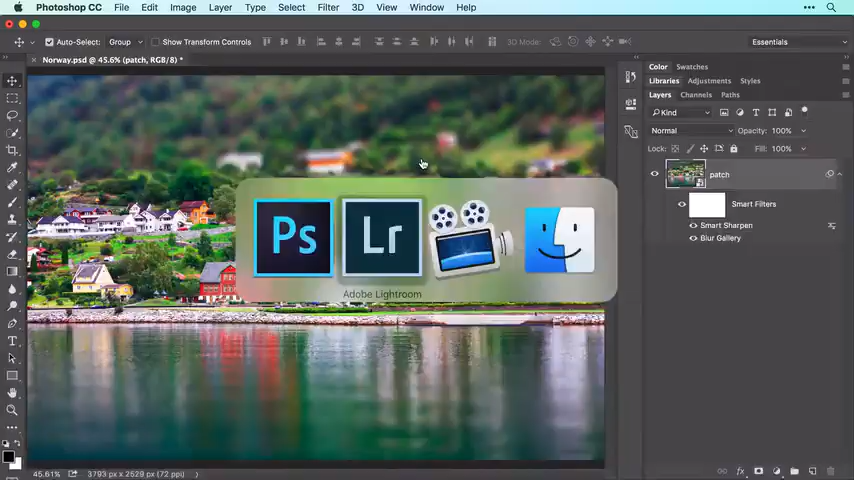 Photoshop CC File Edit Image Layer Type Select Filter 3D View Window Help
Auto-Select: Group Show Transform Controls 3D Mode: Essentials
Norway.psd @ 45.6% (patch, RGB/8) *
Color Swatches
Libraries Adjustments Styles
Layers Channels Paths
Kind
Normal Opacity: 100%
Lock: Fill: 100%
patch
Smart Filters
Smart Sharpen
Blur Gallery
Ps Lr
Adobe Lightroom
45.61% 3793 px x 2529 px (72 ppi)